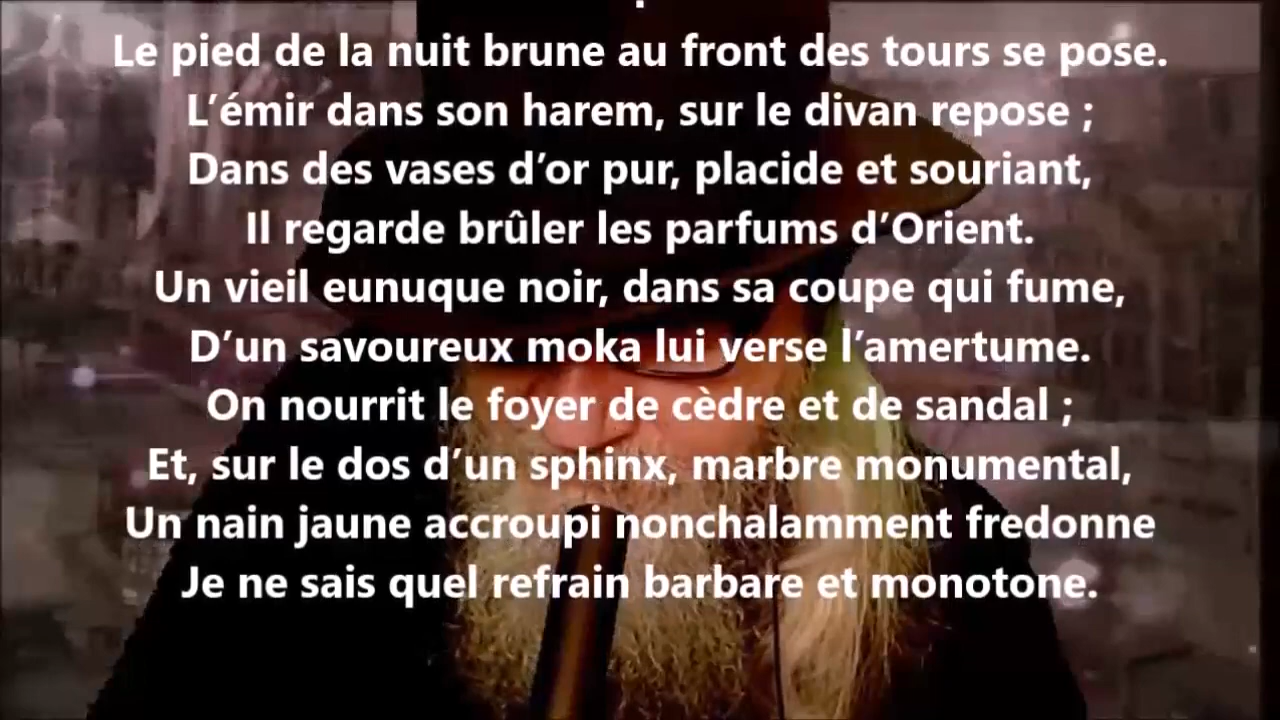 Le pied de la nuit brune au front des tours se pose.
L’émir dans son harem, sur le divan repose ;
Dans des vases d’or pur, placide et souriant,
Il regarde brûler les parfums d’Orient.
Un vieil eunuque noir, dans sa coupe qui fume,
D’un savoureux moka lui verse l’amertume.
On nourrit le foyer de cèdre et de sandal ;
Et, sur le dos d’un sphinx, marbre monumental,
Un nain jaune accroupi nonchalamment fredonne
Je ne sais quel refrain barbare et monotone.